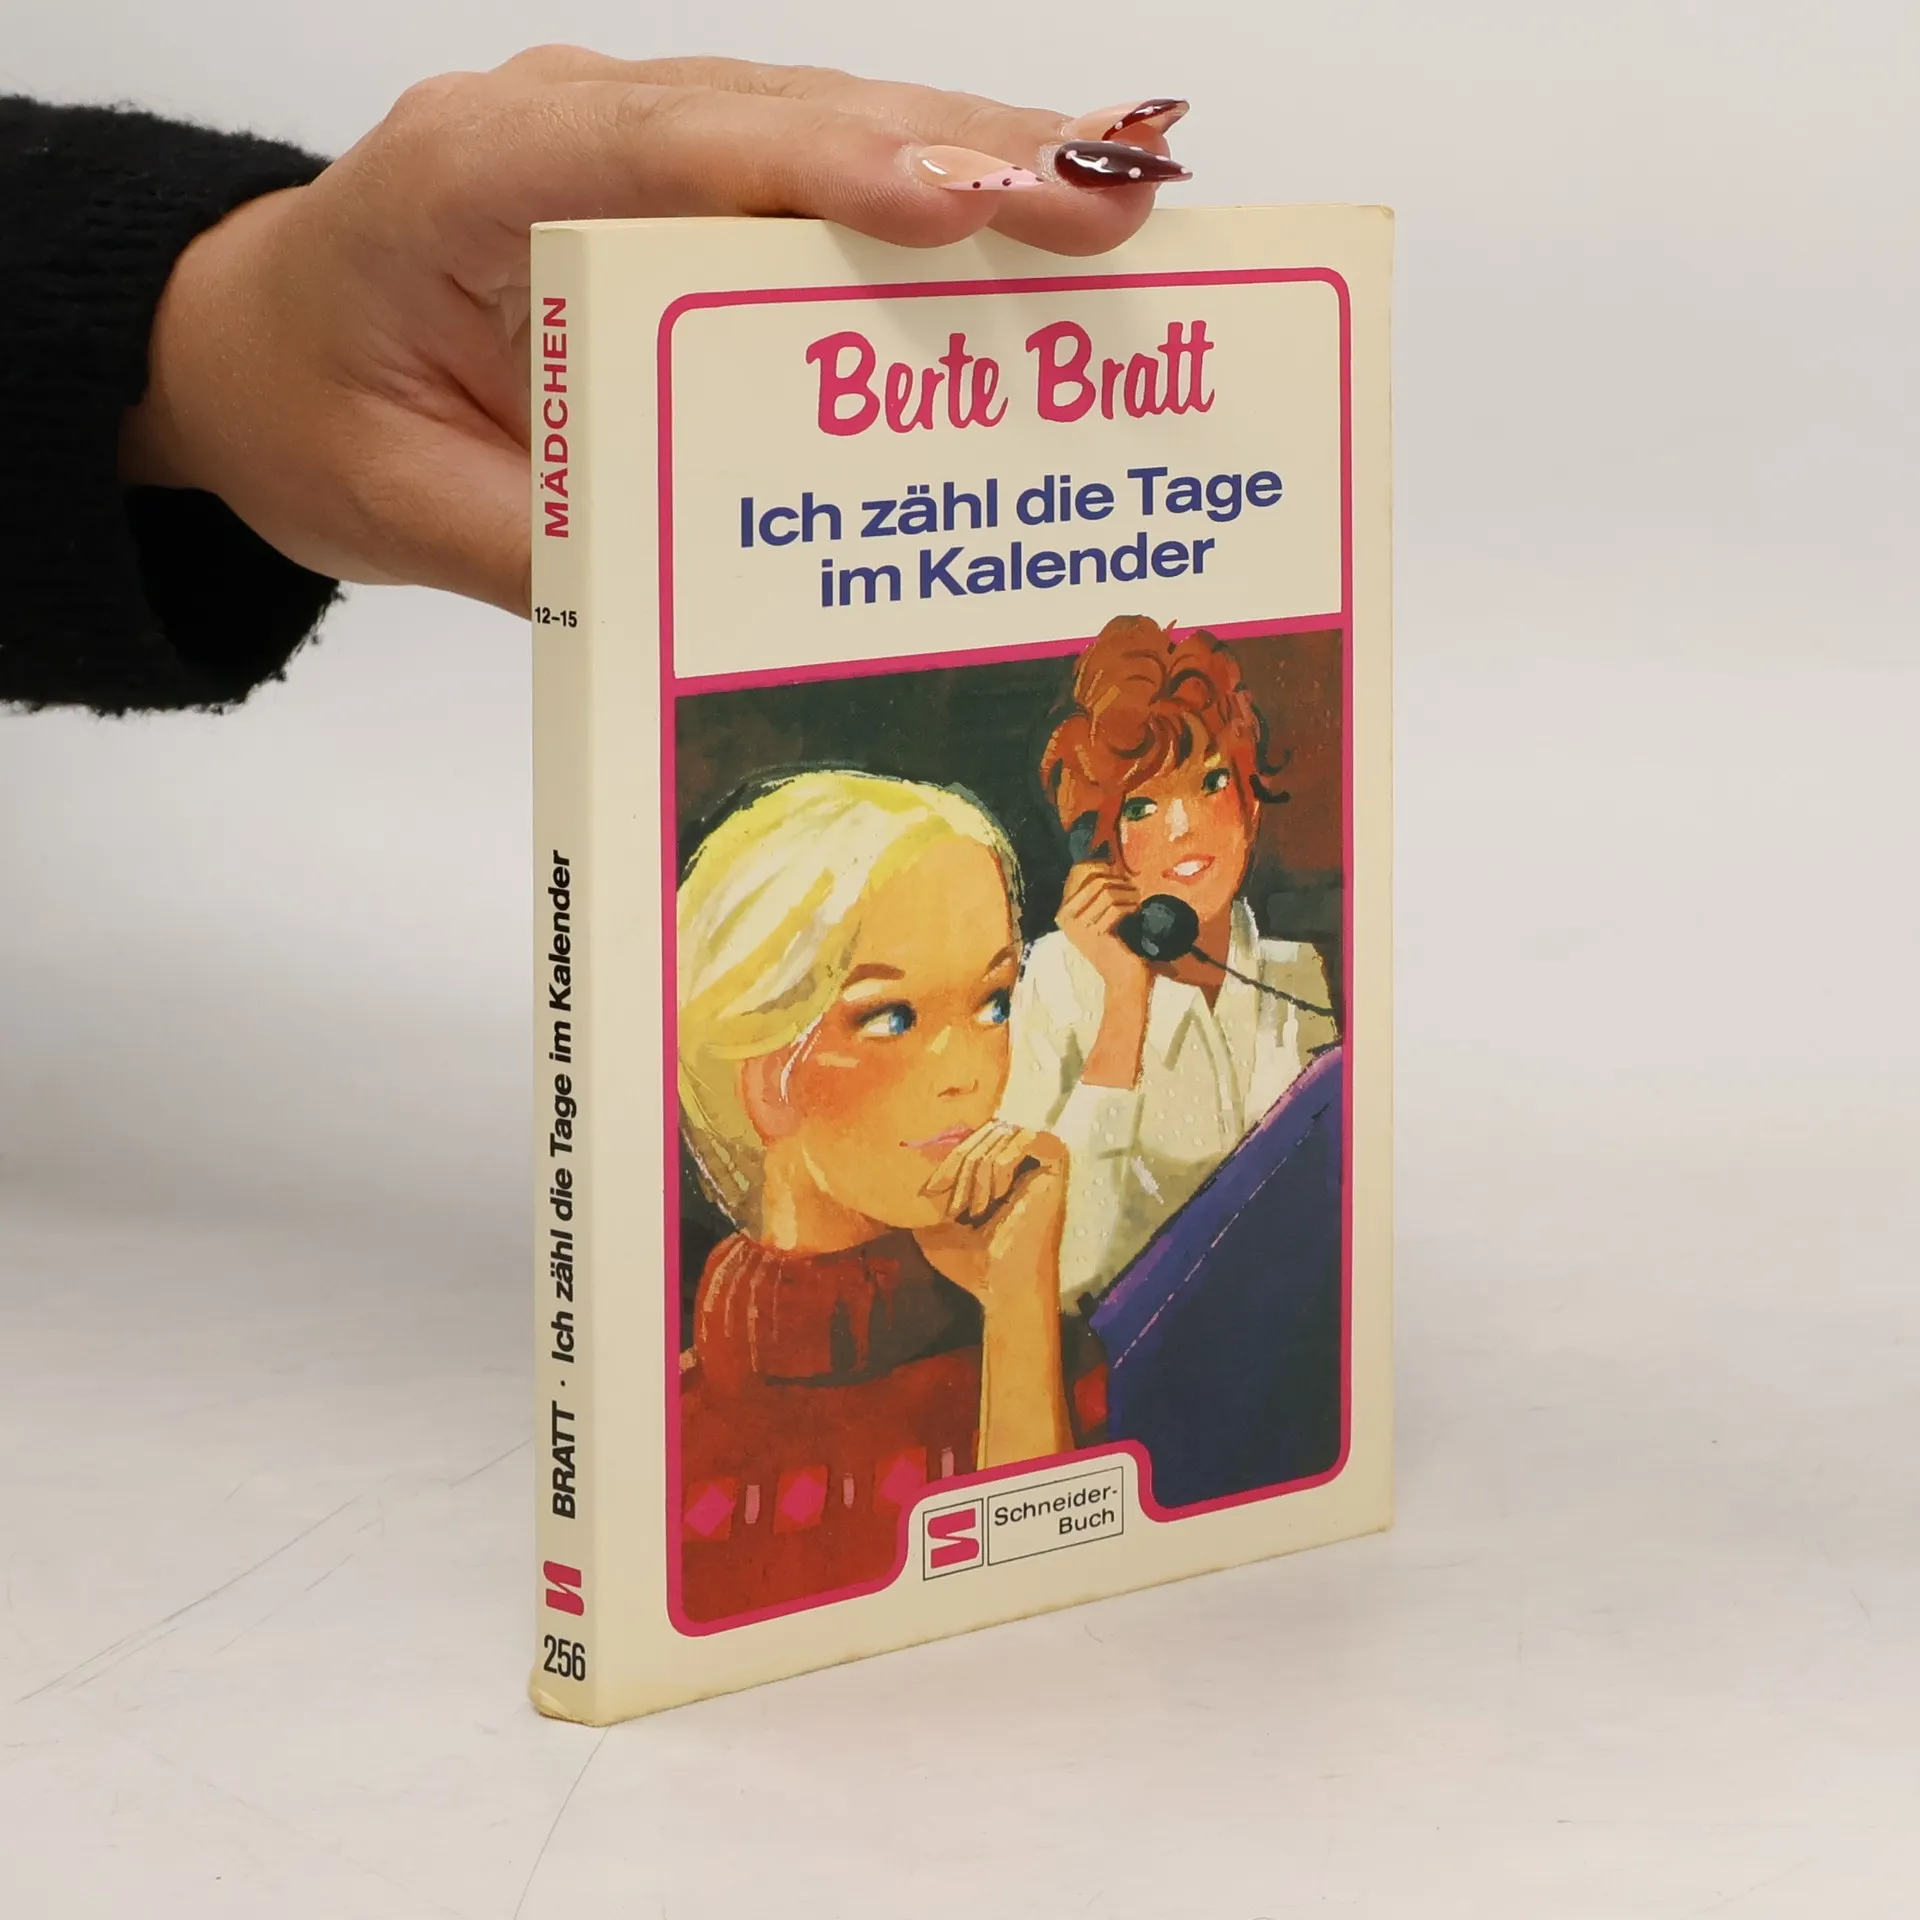 Berte Bratt
Ich zähl die Tage
im Kalender
Schneider-
Buch
MÄDCHEN
12–15
BRATT · Ich zähl die Tage im Kalender
256